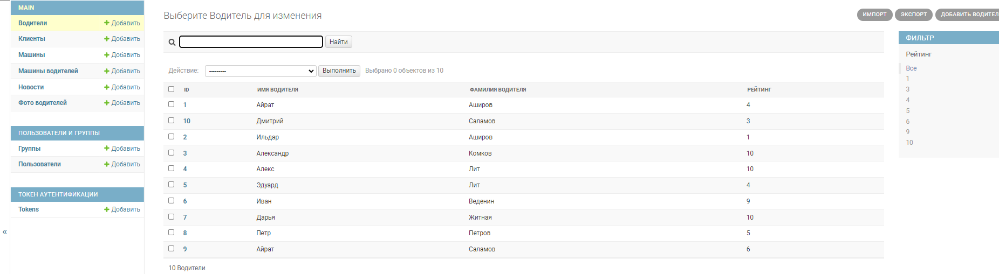 MAIN
Водители Добавить
Клиенты Добавить
Машины Добавить
Машины водителей Добавить
Новости Добавить
Фото водителей Добавить
ПОЛЬЗОВАТЕЛИ И ГРУППЫ
Группы Добавить
Пользователи Добавить
ТОКЕН АУТЕНТИФИКАЦИИ
Tokens Добавить
«
Выберите Водитель для изменения
ИМПОРТ ЭКСПОРТ ДОБАВИТЬ ВОДИТЕЛ
Найти
Действие: --------- Выполнить Выбрано 0 объектов из 10
ID ИМЯ ВОДИТЕЛЯ ФАМИЛИЯ ВОДИТЕЛЯ РЕЙТИНГ
1 Айрат Аширов 4
10 Дмитрий Саламов 3
2 Ильдар Аширов 1
3 Александр Комков 10
4 Алекс Лит 10
5 Эдуард Лит 4
6 Иван Веденин 9
7 Дарья Житная 10
8 Петр Петров 5
9 Айрат Саламов 6
10 Водители
ФИЛЬТР
Рейтинг
Все
1
3
4
5
6
9
10